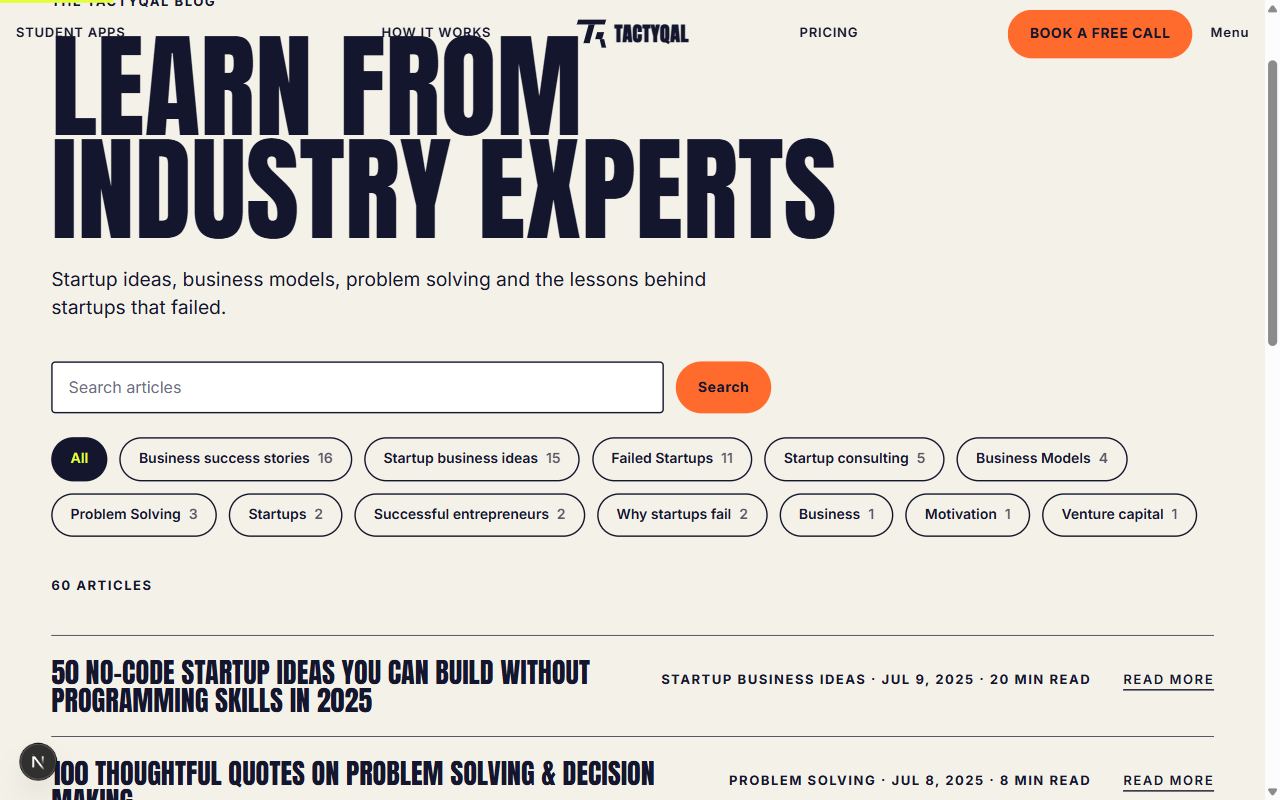 THE TACTYQAL BLOG
STUDENT APPS
HOW IT WORKS
TACTYQAL
PRICING
BOOK A FREE CALL
Menu
LEARN FROM
INDUSTRY EXPERTS
Startup ideas, business models, problem solving and the lessons behind
startups that failed.
Search articles
Search
All
Business success stories 16
Startup business ideas 15
Failed Startups 11
Startup consulting 5
Business Models 4
Problem Solving 3
Startups 2
Successful entrepreneurs 2
Why startups fail 2
Business 1
Motivation 1
Venture capital 1
60 ARTICLES
50 NO-CODE STARTUP IDEAS YOU CAN BUILD WITHOUT
PROGRAMMING SKILLS IN 2025
STARTUP BUSINESS IDEAS · JUL 9, 2025 · 20 MIN READ
READ MORE
100 THOUGHTFUL QUOTES ON PROBLEM SOLVING & DECISION
MAKING
PROBLEM SOLVING · JUL 8, 2025 · 8 MIN READ
READ MORE
N